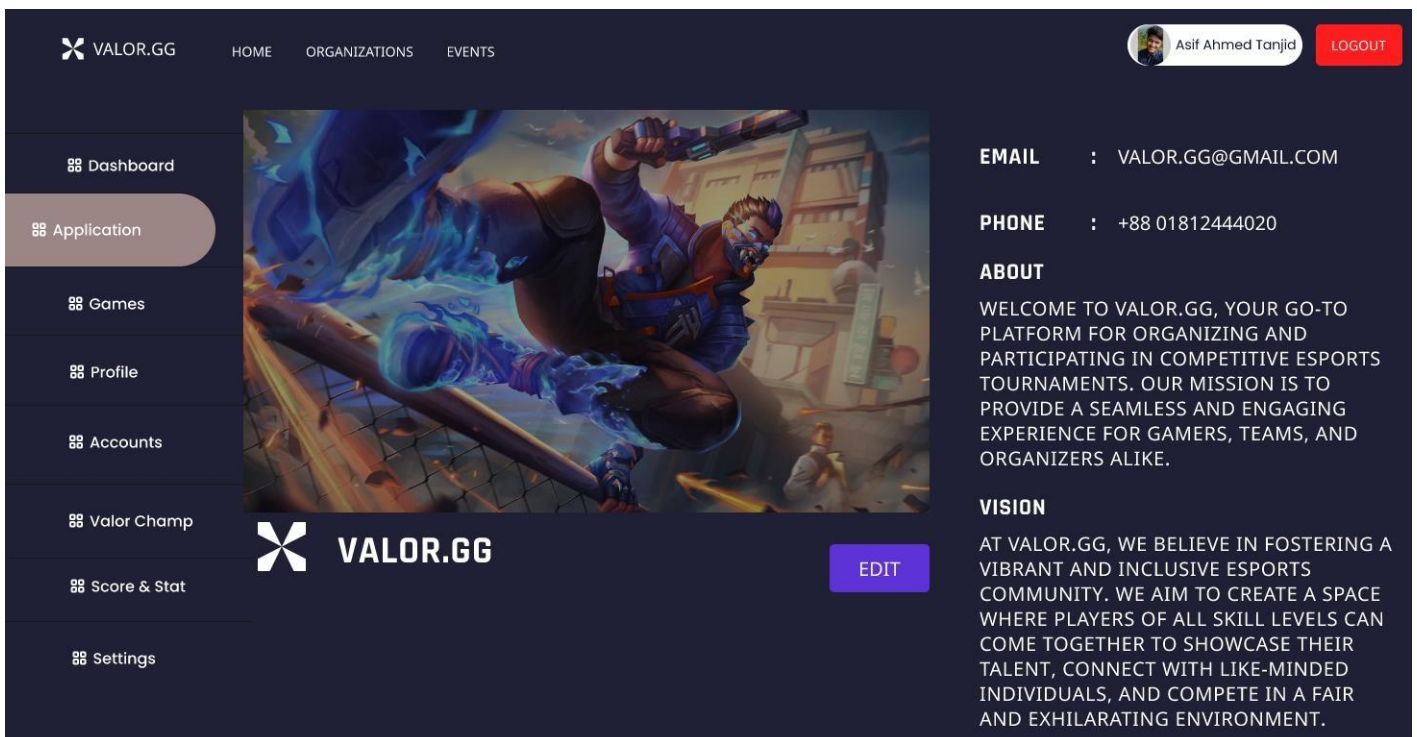 VALOR.GG
HOME
ORGANIZATIONS
EVENTS
Asif Ahmed Tanjid
LOGOUT
Dashboard
Application
Games
Profile
Accounts
Valor Champ
Score & Stat
Settings
VALOR.GG
EDIT
EMAIL : VALOR.GG@GMAIL.COM
PHONE : +88 01812444020
ABOUT
WELCOME TO VALOR.GG, YOUR GO-TO
PLATFORM FOR ORGANIZING AND
PARTICIPATING IN COMPETITIVE ESPORTS
TOURNAMENTS. OUR MISSION IS TO
PROVIDE A SEAMLESS AND ENGAGING
EXPERIENCE FOR GAMERS, TEAMS, AND
ORGANIZERS ALIKE.
VISION
AT VALOR.GG, WE BELIEVE IN FOSTERING A
VIBRANT AND INCLUSIVE ESPORTS
COMMUNITY. WE AIM TO CREATE A SPACE
WHERE PLAYERS OF ALL SKILL LEVELS CAN
COME TOGETHER TO SHOWCASE THEIR
TALENT, CONNECT WITH LIKE-MINDED
INDIVIDUALS, AND COMPETE IN A FAIR
AND EXHILARATING ENVIRONMENT.